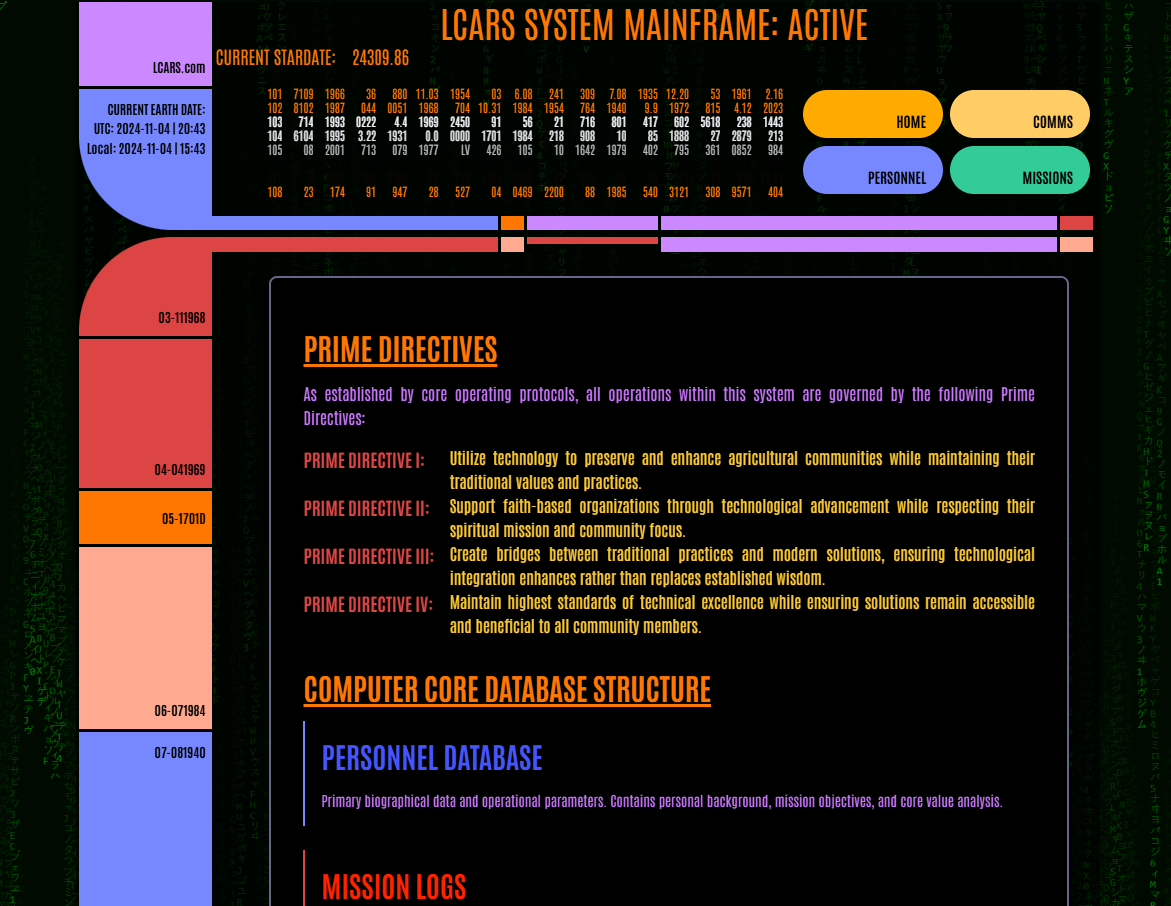 LCARS SYSTEM MAINFRAME: ACTIVE
LCARS.com
CURRENT STARDATE: 24309.86
CURRENT EARTH DATE:
UTC: 2024-11-04 | 20:43
Local: 2024-11-04 | 15:43
101 7109 1966 36 880 11.03 1954 03 6.08 241 309 7.08 1935 12.20 53 1961 2.16
102 8102 1987 044 0051 1968 704 10.31 1984 1954 764 1940 9.9 1972 815 4.12 2023
103 714 1993 0222 4.4 1969 2450 91 56 21 716 801 417 602 5618 238 1443
104 6104 1995 3.22 1931 0.0 0000 1701 1984 218 908 10 85 1888 27 2879 213
105 08 2001 713 079 1977 LV 426 105 10 1642 1979 402 795 361 0852 984
108 23 174 91 947 28 527 04 0469 2200 88 1985 540 3121 308 9571 404
HOME
COMMS
PERSONNEL
MISSIONS
03-111968
04-041969
05-1701D
06-071984
07-081940
PRIME DIRECTIVES
As established by core operating protocols, all operations within this system are governed by the following Prime
Directives:
PRIME DIRECTIVE I: Utilize technology to preserve and enhance agricultural communities while maintaining their
traditional values and practices.
PRIME DIRECTIVE II: Support faith-based organizations through technological advancement while respecting their
spiritual mission and community focus.
PRIME DIRECTIVE III: Create bridges between traditional practices and modern solutions, ensuring technological
integration enhances rather than replaces established wisdom.
PRIME DIRECTIVE IV: Maintain highest standards of technical excellence while ensuring solutions remain accessible
and beneficial to all community members.
COMPUTER CORE DATABASE STRUCTURE
PERSONNEL DATABASE
Primary biographical data and operational parameters. Contains personal background, mission objectives, and core value analysis.
MISSION LOGS